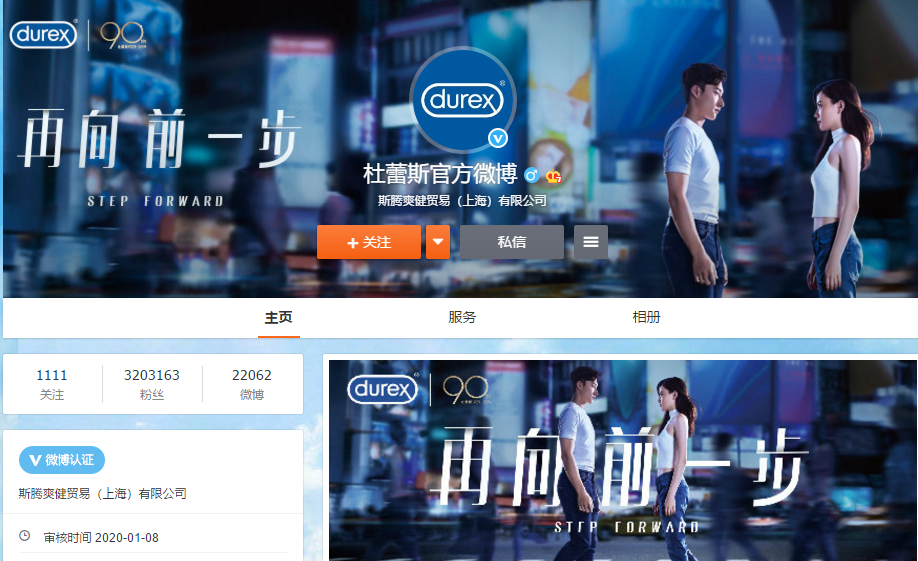 durex
90
再向前一步
STEP FORWARD
durex
杜蕾斯官方微博
斯腾爽健贸易（上海）有限公司
+关注
私信
主页
服务
相册
1111
3203163
22062
关注
粉丝
微博
V 微博认证
斯腾爽健贸易（上海）有限公司
审核时间 2020-01-08
durex
90
再向前一步
STEP FORWARD